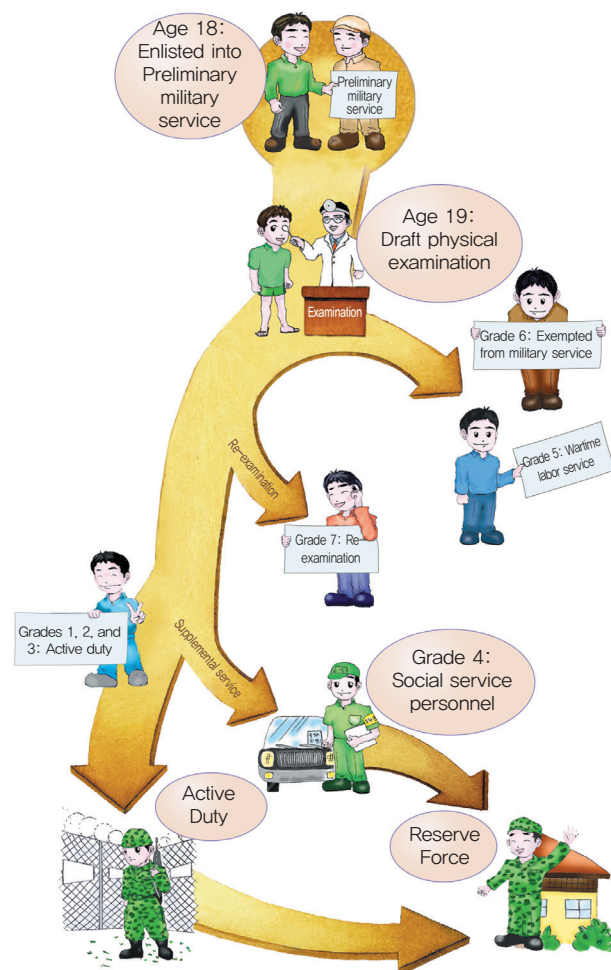 Age 18:
Enlisted into
Preliminary
military
service
Preliminary
military
service
Age 19:
Draft physical
examination
Examination
Grade 6: Exempted
from military service
Grade 5: Wartime
labor service
Re-examination
Grade 7: Re-
examination
Grades 1, 2, and
3: Active duty
Supplemental service
Grade 4:
Social service
personnel
Active
Duty
Reserve
Force